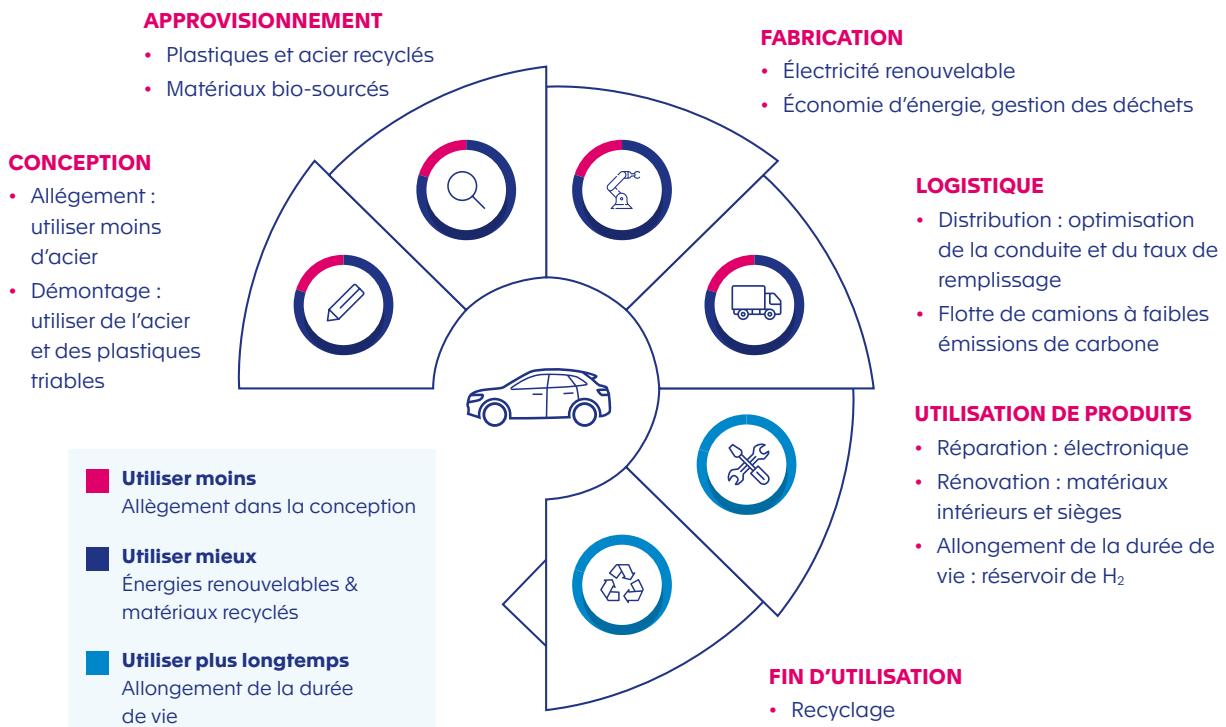 APPROVISIONNEMENT
• Plastiques et acier recyclés
• Matériaux bio-sourcés
FABRICATION
• Électricité renouvelable
• Économie d'énergie, gestion des déchets
CONCEPTION
• Allégement :
utiliser moins
d'acier
• Démontage :
utiliser de l'acier
et des plastiques
triables
LOGISTIQUE
• Distribution : optimisation
de la conduite et du taux de
remplissage
• Flotte de camions à faibles
émissions de carbone
UTILISATION DE PRODUITS
• Réparation : électronique
• Rénovation : matériaux
intérieurs et sièges
• Allongement de la durée de
vie : réservoir de H₂
Utiliser moins
Allègement dans la conception
Utiliser mieux
Énergies renouvelables &
matériaux recyclés
Utiliser plus longtemps
Allongement de la durée
de vie
FIN D'UTILISATION
• Recyclage